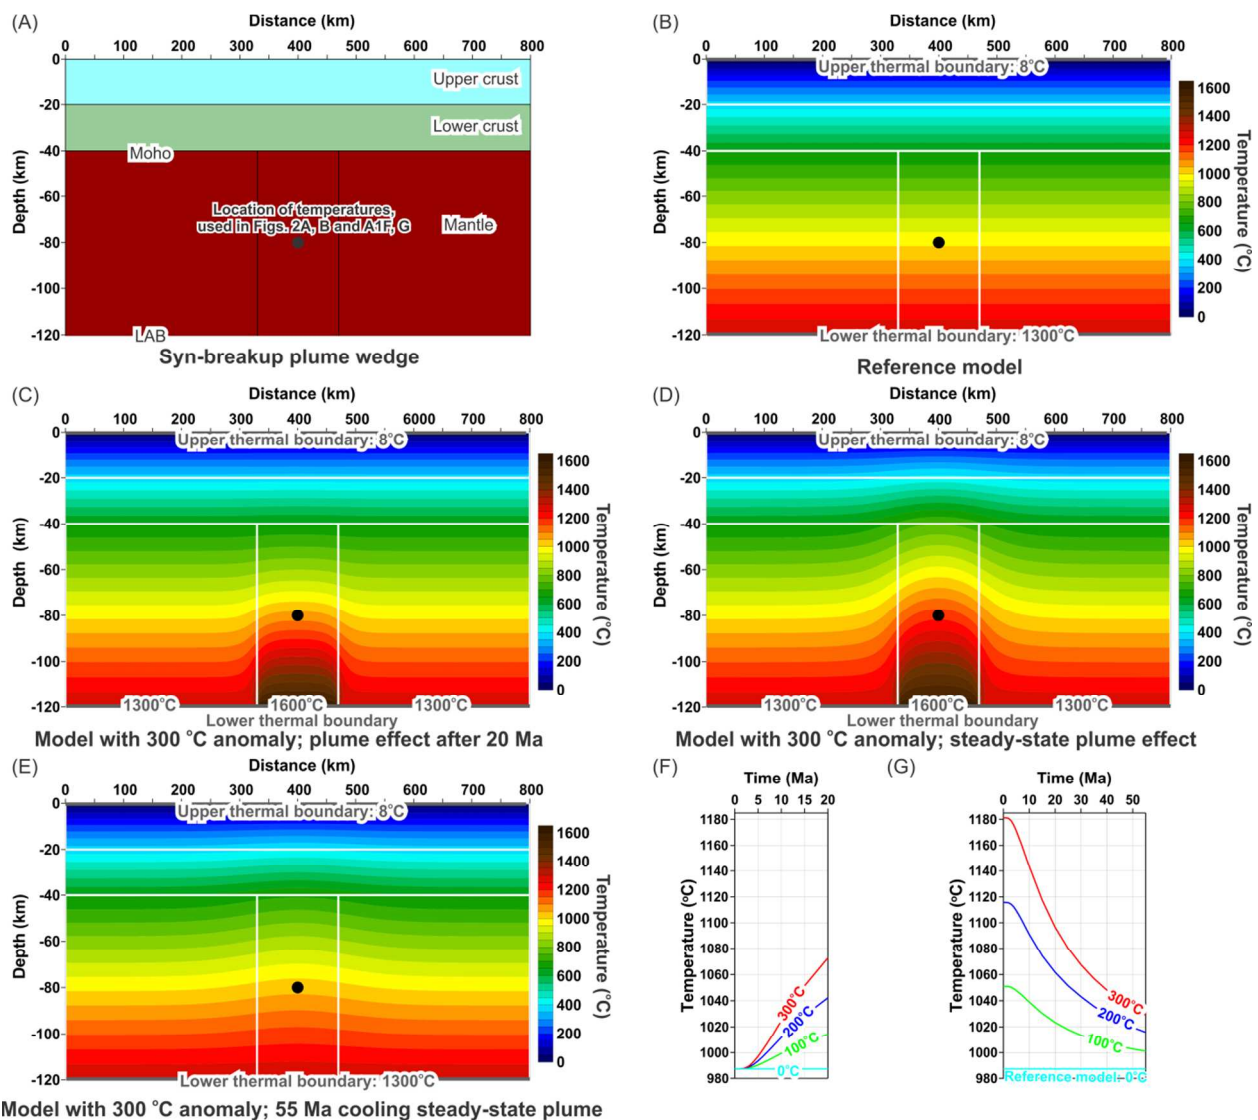 (A)
Distance (km)
0 100 200 300 400 500 600 700 800
Depth (km)
0
-20
-40
-60
-80
-100
-120
Upper crust
Lower crust
Moho
Location of temperatures,
used in Figs. 2A, B and A1F, G
Mantle
LAB
Syn-breakup plume wedge
(B)
Distance (km)
0 100 200 300 400 500 600 700 800
Upper thermal boundary: 8°C
Depth (km)
0
-20
-40
-60
-80
-100
-120
Lower thermal boundary: 1300°C
1600
1400
1200
1000
800
600
400
200
0
Temperature (°C)
Reference model
(C)
Distance (km)
0 100 200 300 400 500 600 700 800
Upper thermal boundary: 8°C
Depth (km)
0
-20
-40
-60
-80
-100
-120
1300°C 1600°C 1300°C
Lower thermal boundary
1600
1400
1200
1000
800
600
400
200
0
Temperature (°C)
Model with 300 °C anomaly; plume effect after 20 Ma
(D)
Distance (km)
0 100 200 300 400 500 600 700 800
Upper thermal boundary: 8°C
Depth (km)
0
-20
-40
-60
-80
-100
-120
1300°C 1600°C 1300°C
Lower thermal boundary
1600
1400
1200
1000
800
600
400
200
0
Temperature (°C)
Model with 300 °C anomaly; steady-state plume effect
(E)
Distance (km)
0 100 200 300 400 500 600 700 800
Upper thermal boundary: 8°C
Depth (km)
0
-20
-40
-60
-80
-100
-120
Lower thermal boundary: 1300°C
1600
1400
1200
1000
800
600
400
200
0
Temperature (°C)
Model with 300 °C anomaly; 55 Ma cooling steady-state plume
(F)
Time (Ma)
0 5 10 15 20
Temperature (°C)
1180
1160
1140
1120
1100
1080
1060
1040
1020
1000
980
300°C
200°C
100°C
0°C
(G)
Time (Ma)
0 10 20 30 40 50
Temperature (°C)
1180
1160
1140
1120
1100
1080
1060
1040
1020
1000
980
300°C
200°C
100°C
Reference model: 0°C